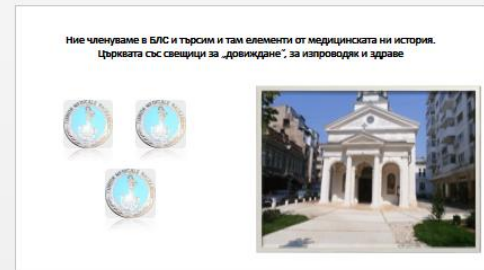 Ние членуваме в БЛС и търсим и там елементи от медицинската ни история.
Църквата със свещици за „довиждане“, за изпроводяк и здраве